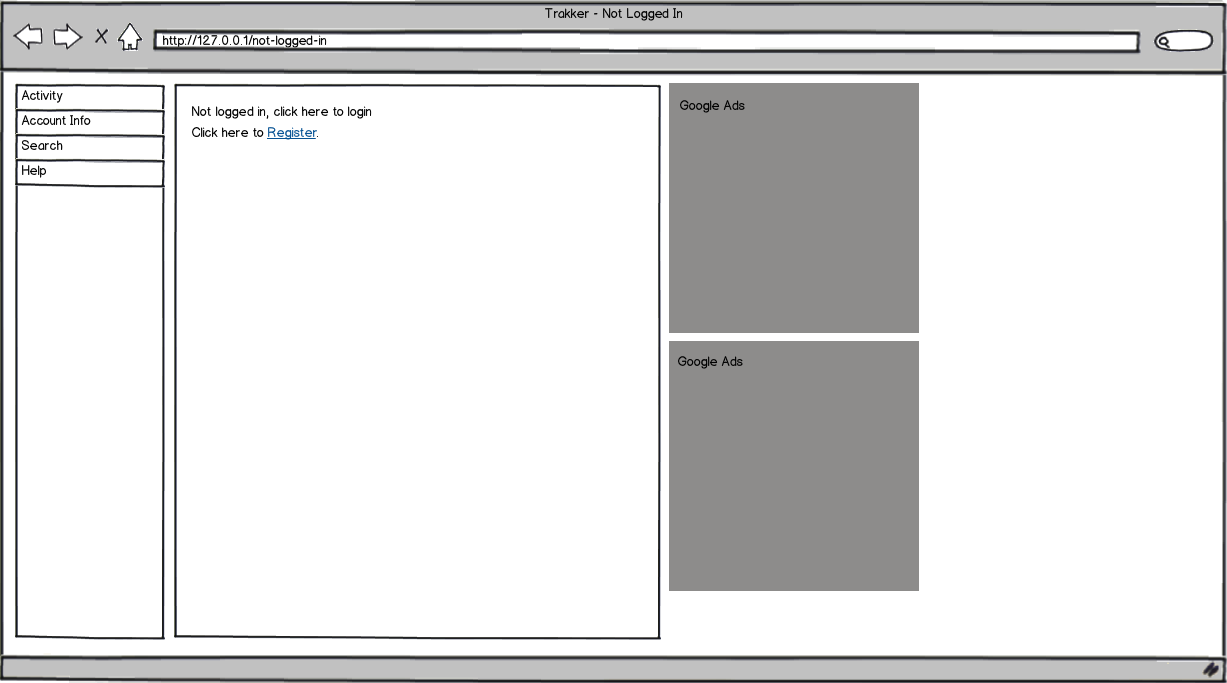 Trakker - Not Logged In
http://127.0.0.1/not-logged-in
Activity
Account Info
Search
Help
Not logged in, click here to login
Click here to Register.
Google Ads
Google Ads